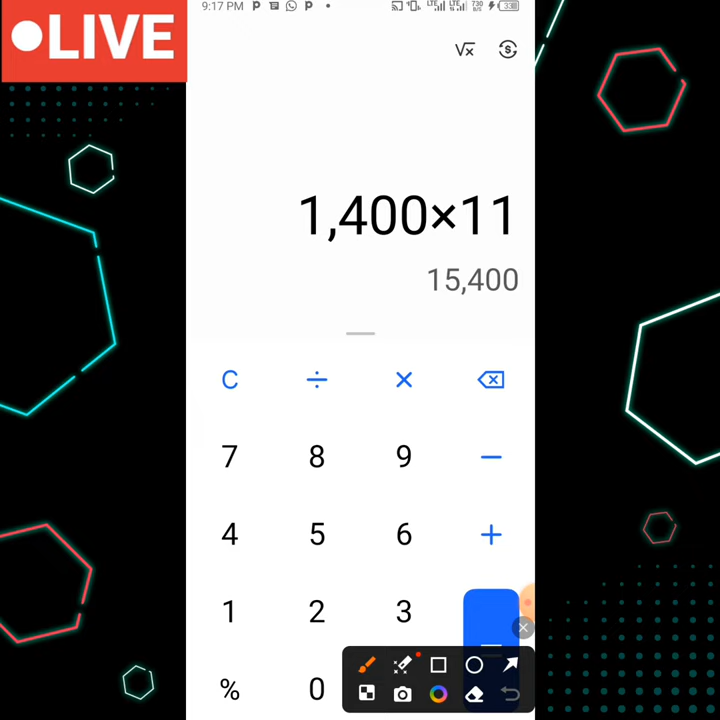 LIVE
9:17 PM
1,400×11
15,400
C ÷ ×
7 8 9 −
4 5 6 +
1 2 3 =
% 0